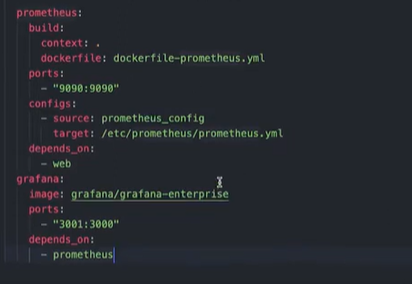 prometheus:
  build:
    context: .
    dockerfile: dockerfile-prometheus.yml
  ports:
    - "9090:9090"
  configs:
    - source: prometheus_config
      target: /etc/prometheus/prometheus.yml
  depends_on:
    - web
grafana:
  image: grafana/grafana-enterprise
  ports:
    - "3001:3000"
  depends_on:
    - prometheus